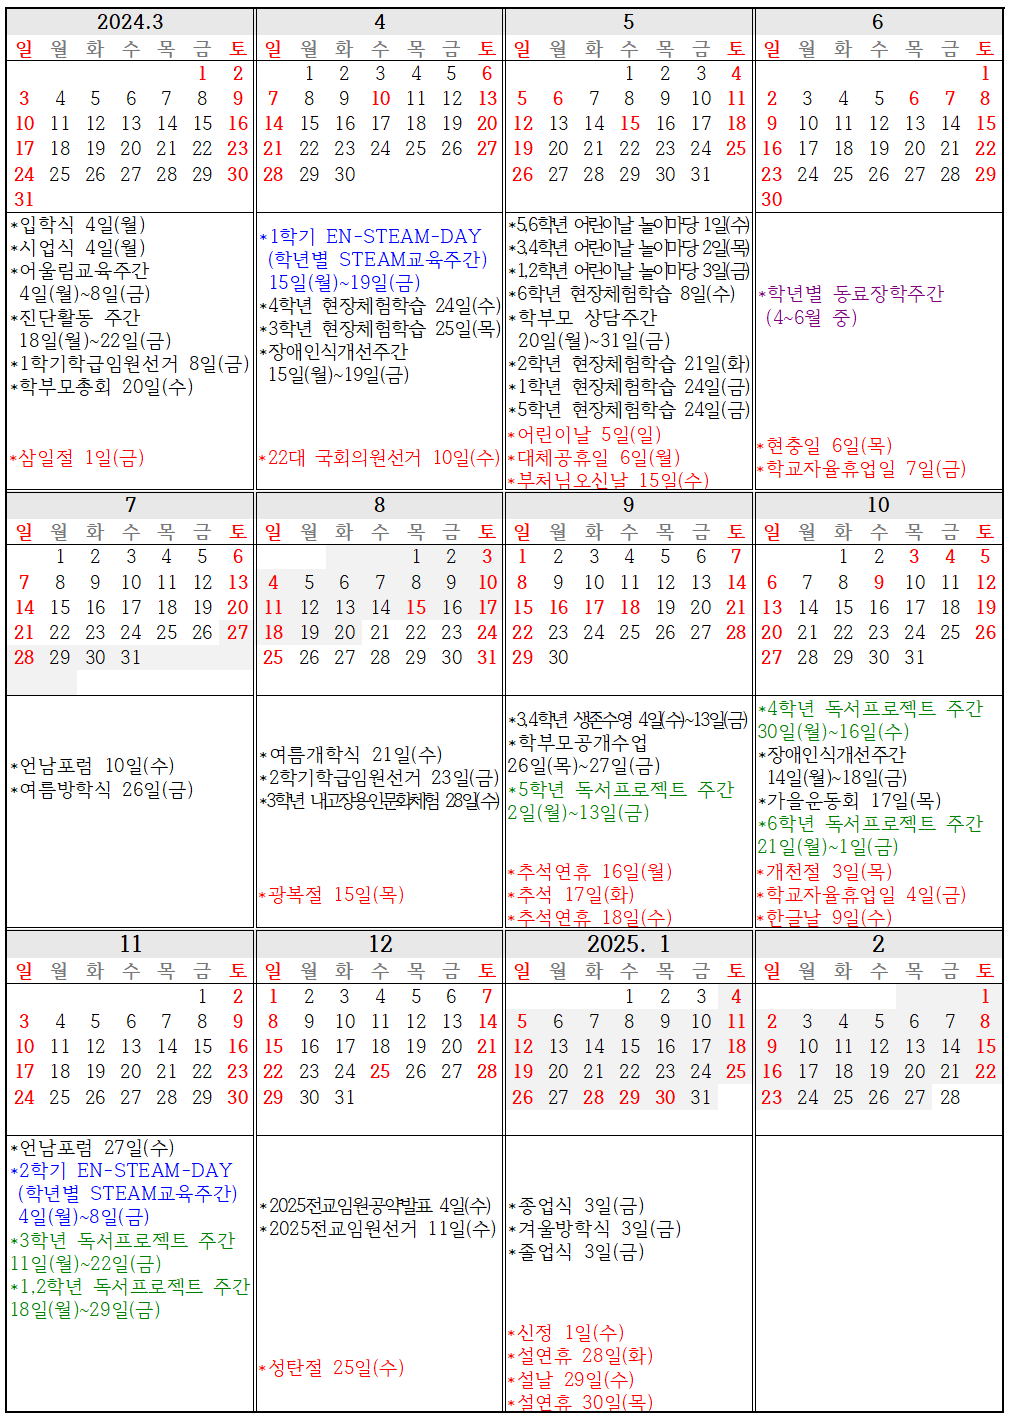 2024.3
일 월 화 수 목 금 토
1 2
3 4 5 6 7 8 9
10 11 12 13 14 15 16
17 18 19 20 21 22 23
24 25 26 27 28 29 30
31
*입학식 4일(월)
*시업식 4일(월)
*어울림교육주간
4일(월)~8일(금)
*진단활동 주간
18일(월)~22일(금)
*1학기학급임원선거 8일(금)
*학부모총회 20일(수)
*삼일절 1일(금)
4
일 월 화 수 목 금 토
1 2 3 4 5 6
7 8 9 10 11 12 13
14 15 16 17 18 19 20
21 22 23 24 25 26 27
28 29 30
*1학기 EN-STEAM-DAY
(학년별 STEAM교육주간)
15일(월)~19일(금)
*4학년 현장체험학습 24일(수)
*3학년 현장체험학습 25일(목)
*장애인식개선주간
15일(월)~19일(금)
*22대 국회의원선거 10일(수)
5
일 월 화 수 목 금 토
1 2 3 4
5 6 7 8 9 10 11
12 13 14 15 16 17 18
19 20 21 22 23 24 25
26 27 28 29 30 31
*5,6학년 어린이날 놀이마당 1일(수)
*3,4학년 어린이날 놀이마당 2일(목)
*1,2학년 어린이날 놀이마당 3일(금)
*6학년 현장체험학습 8일(수)
*학부모 상담주간
20일(월)~31일(금)
*2학년 현장체험학습 21일(화)
*1학년 현장체험학습 24일(금)
*5학년 현장체험학습 24일(금)
*어린이날 5일(일)
*대체공휴일 6일(월)
*부처님오신날 15일(수)
6
일 월 화 수 목 금 토
1
2 3 4 5 6 7 8
9 10 11 12 13 14 15
16 17 18 19 20 21 22
23 24 25 26 27 28 29
30
*학년별 동료장학주간
(4~6월 중)
*현충일 6일(목)
*학교자율휴업일 7일(금)
7
일 월 화 수 목 금 토
1 2 3 4 5 6
7 8 9 10 11 12 13
14 15 16 17 18 19 20
21 22 23 24 25 26 27
28 29 30 31
*언남포럼 10일(수)
*여름방학식 26일(금)
8
일 월 화 수 목 금 토
1 2 3
4 5 6 7 8 9 10
11 12 13 14 15 16 17
18 19 20 21 22 23 24
25 26 27 28 29 30 31
*여름개학식 21일(수)
*2학기학급임원선거 23일(금)
*3학년 내고장용인문화체험 28일(수)
*광복절 15일(목)
9
일 월 화 수 목 금 토
1 2 3 4 5 6 7
8 9 10 11 12 13 14
15 16 17 18 19 20 21
22 23 24 25 26 27 28
29 30
*3,4학년 생존수영 4일(수)~13일(금)
*학부모공개수업
26일(목)~27일(금)
*5학년 독서프로젝트 주간
2일(월)~13일(금)
*추석연휴 16일(월)
*추석 17일(화)
*추석연휴 18일(수)
10
일 월 화 수 목 금 토
1 2 3 4 5
6 7 8 9 10 11 12
13 14 15 16 17 18 19
20 21 22 23 24 25 26
27 28 29 30 31
*4학년 독서프로젝트 주간
30일(월)~16일(수)
*장애인식개선주간
14일(월)~18일(금)
*가을운동회 17일(목)
*6학년 독서프로젝트 주간
21일(월)~1일(금)
*개천절 3일(목)
*학교자율휴업일 4일(금)
*한글날 9일(수)
11
일 월 화 수 목 금 토
1 2
3 4 5 6 7 8 9
10 11 12 13 14 15 16
17 18 19 20 21 22 23
24 25 26 27 28 29 30
*언남포럼 27일(수)
*2학기 EN-STEAM-DAY
(학년별 STEAM교육주간)
4일(월)~8일(금)
*3학년 독서프로젝트 주간
11일(월)~22일(금)
*1,2학년 독서프로젝트 주간
18일(월)~29일(금)
12
일 월 화 수 목 금 토
1 2 3 4 5 6 7
8 9 10 11 12 13 14
15 16 17 18 19 20 21
22 23 24 25 26 27 28
29 30 31
*2025전교임원공약발표 4일(수)
*2025전교임원선거 11일(수)
*성탄절 25일(수)
2025. 1
일 월 화 수 목 금 토
1 2 3 4
5 6 7 8 9 10 11
12 13 14 15 16 17 18
19 20 21 22 23 24 25
26 27 28 29 30 31
*종업식 3일(금)
*겨울방학식 3일(금)
*졸업식 3일(금)
*신정 1일(수)
*설연휴 28일(화)
*설날 29일(수)
*설연휴 30일(목)
2
일 월 화 수 목 금 토
1
2 3 4 5 6 7 8
9 10 11 12 13 14 15
16 17 18 19 20 21 22
23 24 25 26 27 28